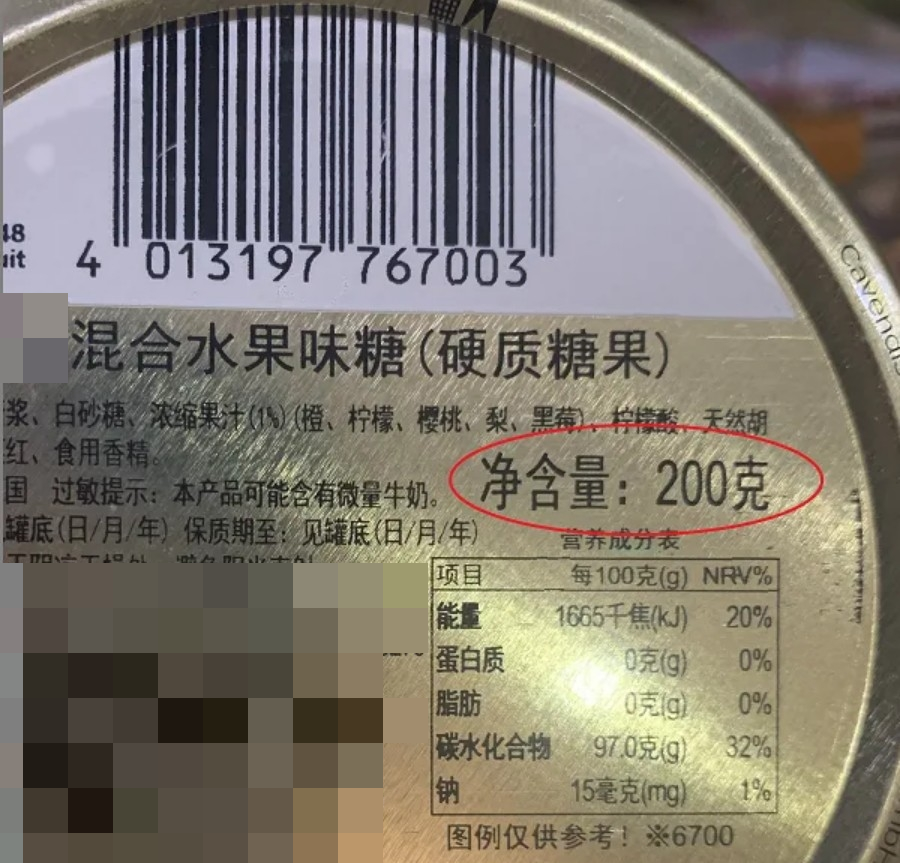 48
uit
4 013197 767003
Cavendis
混合水果味糖(硬质糖果)
浆、白砂糖、浓缩果汁(1%)(橙、柠檬、樱桃、梨、黑莓)、柠檬酸、天然胡
红、食用香精。
净含量：200克
国 过敏提示：本产品可能含有微量牛奶。
罐底(日/月/年) 保质期至：见罐底(日/月/年)
营养成分表
项目 每100克(g) NRV%
能量 1665千焦(kJ) 20%
蛋白质 0克(g) 0%
脂肪 0克(g) 0%
碳水化合物 97.0克(g) 32%
钠 15毫克(mg) 1%
图例仅供参考！※6700